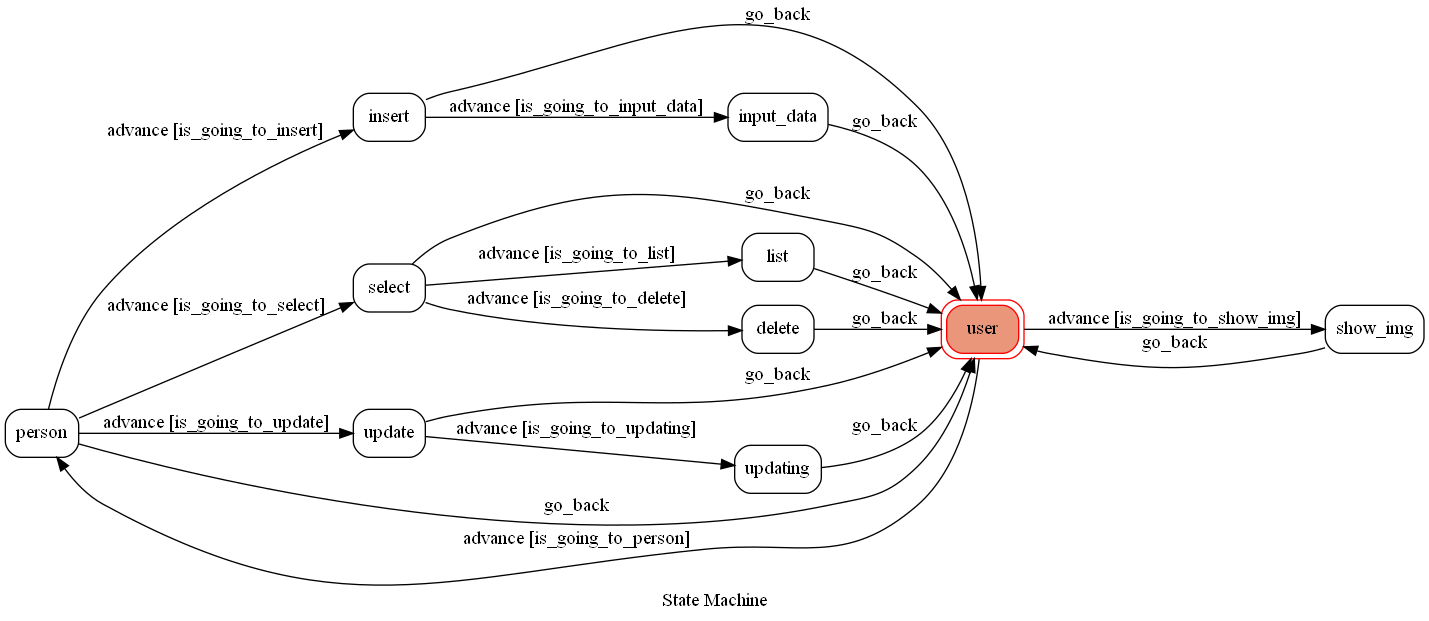 go_back
insert
advance [is_going_to_input_data]
input_data
go_back
advance [is_going_to_insert]
go_back
advance [is_going_to_list]
list
go_back
select
advance [is_going_to_delete]
advance [is_going_to_select]
delete
go_back
user
advance [is_going_to_show_img]
show_img
go_back
go_back
person
advance [is_going_to_update]
update
advance [is_going_to_updating]
go_back
updating
go_back
advance [is_going_to_person]
State Machine